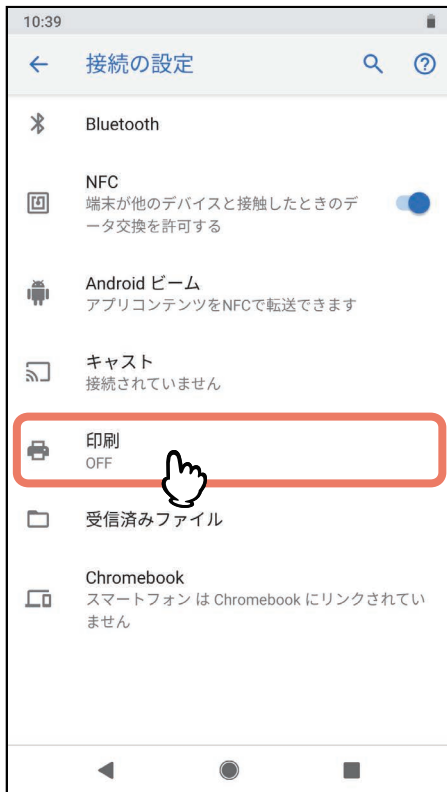 10:39
接続の設定
Bluetooth
NFC
端末が他のデバイスと接触したときのデ
ータ交換を許可する
Android ビーム
アプリコンテンツをNFCで転送できます
キャスト
接続されていません
印刷
OFF
受信済みファイル
Chromebook
スマートフォン は Chromebook にリンクされてい
ません